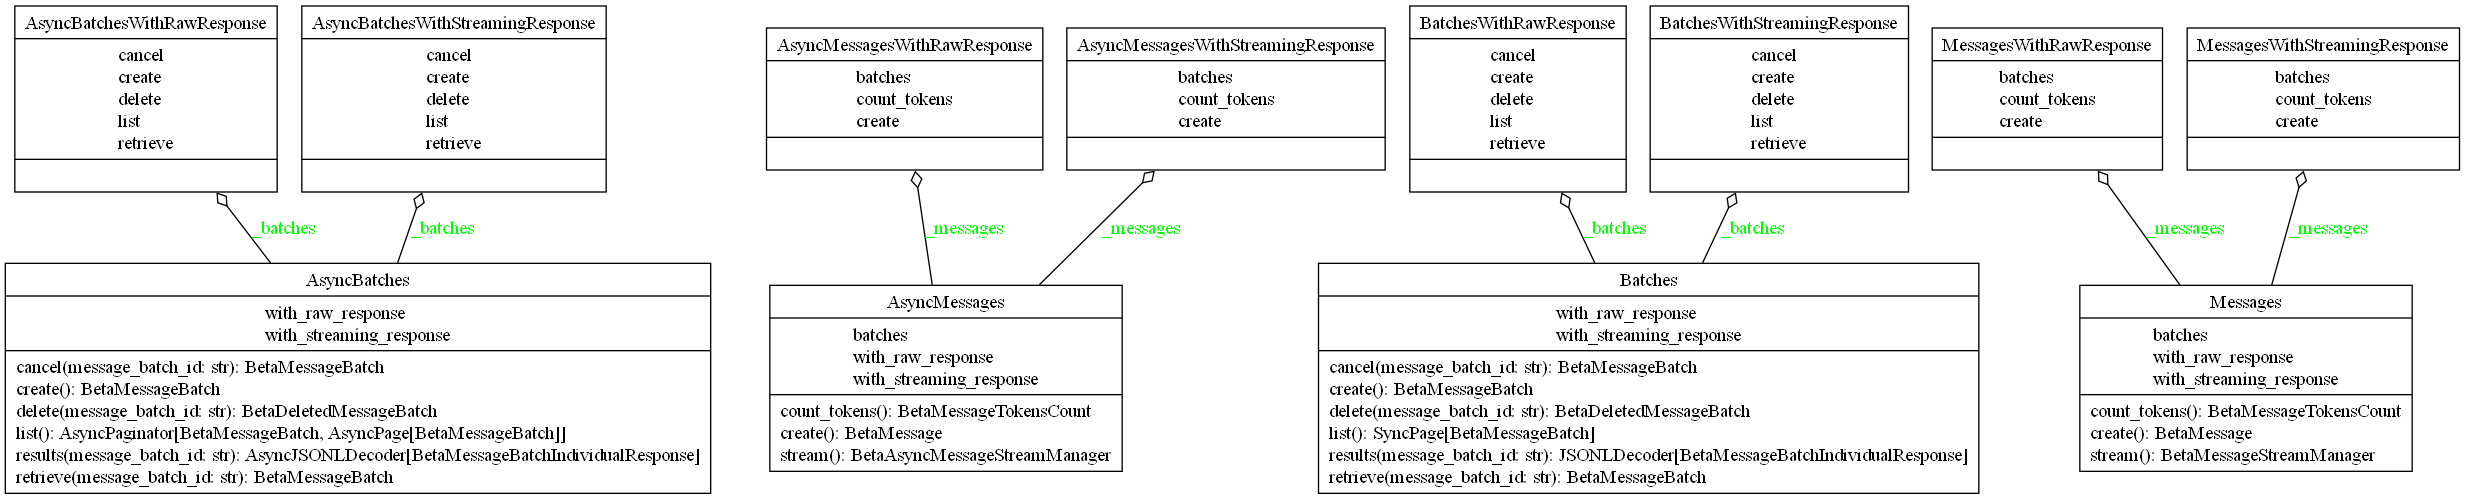 AsyncBatchesWithRawResponse
cancel
create
delete
list
retrieve
AsyncBatchesWithStreamingResponse
cancel
create
delete
list
retrieve
AsyncMessagesWithRawResponse
batches
count_tokens
create
AsyncMessagesWithStreamingResponse
batches
count_tokens
create
BatchesWithRawResponse
cancel
create
delete
list
retrieve
BatchesWithStreamingResponse
cancel
create
delete
list
retrieve
MessagesWithRawResponse
batches
count_tokens
create
MessagesWithStreamingResponse
batches
count_tokens
create
_batches
_batches
_messages
_messages
_batches
_batches
_messages
_messages
AsyncBatches
with_raw_response
with_streaming_response
cancel(message_batch_id: str): BetaMessageBatch
create(): BetaMessageBatch
delete(message_batch_id: str): BetaDeletedMessageBatch
list(): AsyncPaginator[BetaMessageBatch, AsyncPage[BetaMessageBatch]]
results(message_batch_id: str): AsyncJSONLDecoder[BetaMessageBatchIndividualResponse]
retrieve(message_batch_id: str): BetaMessageBatch
AsyncMessages
batches
with_raw_response
with_streaming_response
count_tokens(): BetaMessageTokensCount
create(): BetaMessage
stream(): BetaAsyncMessageStreamManager
Batches
with_raw_response
with_streaming_response
cancel(message_batch_id: str): BetaMessageBatch
create(): BetaMessageBatch
delete(message_batch_id: str): BetaDeletedMessageBatch
list(): SyncPage[BetaMessageBatch]
results(message_batch_id: str): JSONLDecoder[BetaMessageBatchIndividualResponse]
retrieve(message_batch_id: str): BetaMessageBatch
Messages
batches
with_raw_response
with_streaming_response
count_tokens(): BetaMessageTokensCount
create(): BetaMessage
stream(): BetaMessageStreamManager